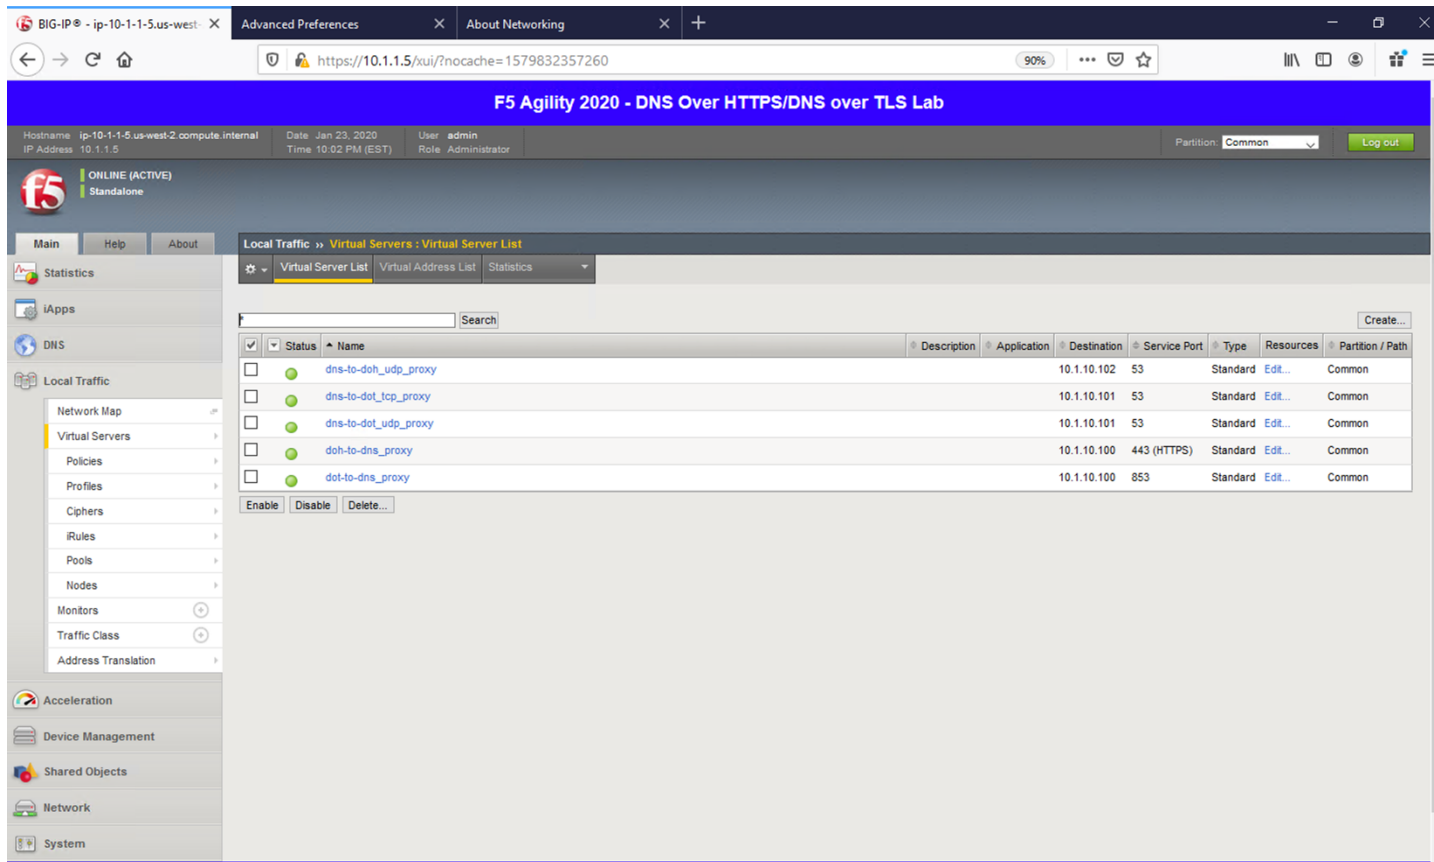 BIG-IP® - ip-10-1-1-5.us-west- Advanced Preferences About Networking
https://10.1.1.5/xui/?nocache=1579832357260 90%
F5 Agility 2020 - DNS Over HTTPS/DNS over TLS Lab
Hostname ip-10-1-1-5.us-west-2.compute.internal Date Jan 23, 2020 User admin
IP Address 10.1.1.5 Time 10:02 PM (EST) Role Administrator
Partition: Common Log out
f5
ONLINE (ACTIVE)
Standalone
Main Help About
Local Traffic ›› Virtual Servers : Virtual Server List
Virtual Server List Virtual Address List Statistics
Statistics
iApps
DNS
Local Traffic
Network Map
Virtual Servers
Policies
Profiles
Ciphers
iRules
Pools
Nodes
Monitors
Traffic Class
Address Translation
Acceleration
Device Management
Shared Objects
Network
System
* Search Create...
Status Name Description Application Destination Service Port Type Resources Partition / Path
dns-to-doh_udp_proxy 10.1.10.102 53 Standard Edit... Common
dns-to-dot_tcp_proxy 10.1.10.101 53 Standard Edit... Common
dns-to-dot_udp_proxy 10.1.10.101 53 Standard Edit... Common
doh-to-dns_proxy 10.1.10.100 443 (HTTPS) Standard Edit... Common
dot-to-dns_proxy 10.1.10.100 853 Standard Edit... Common
Enable Disable Delete...